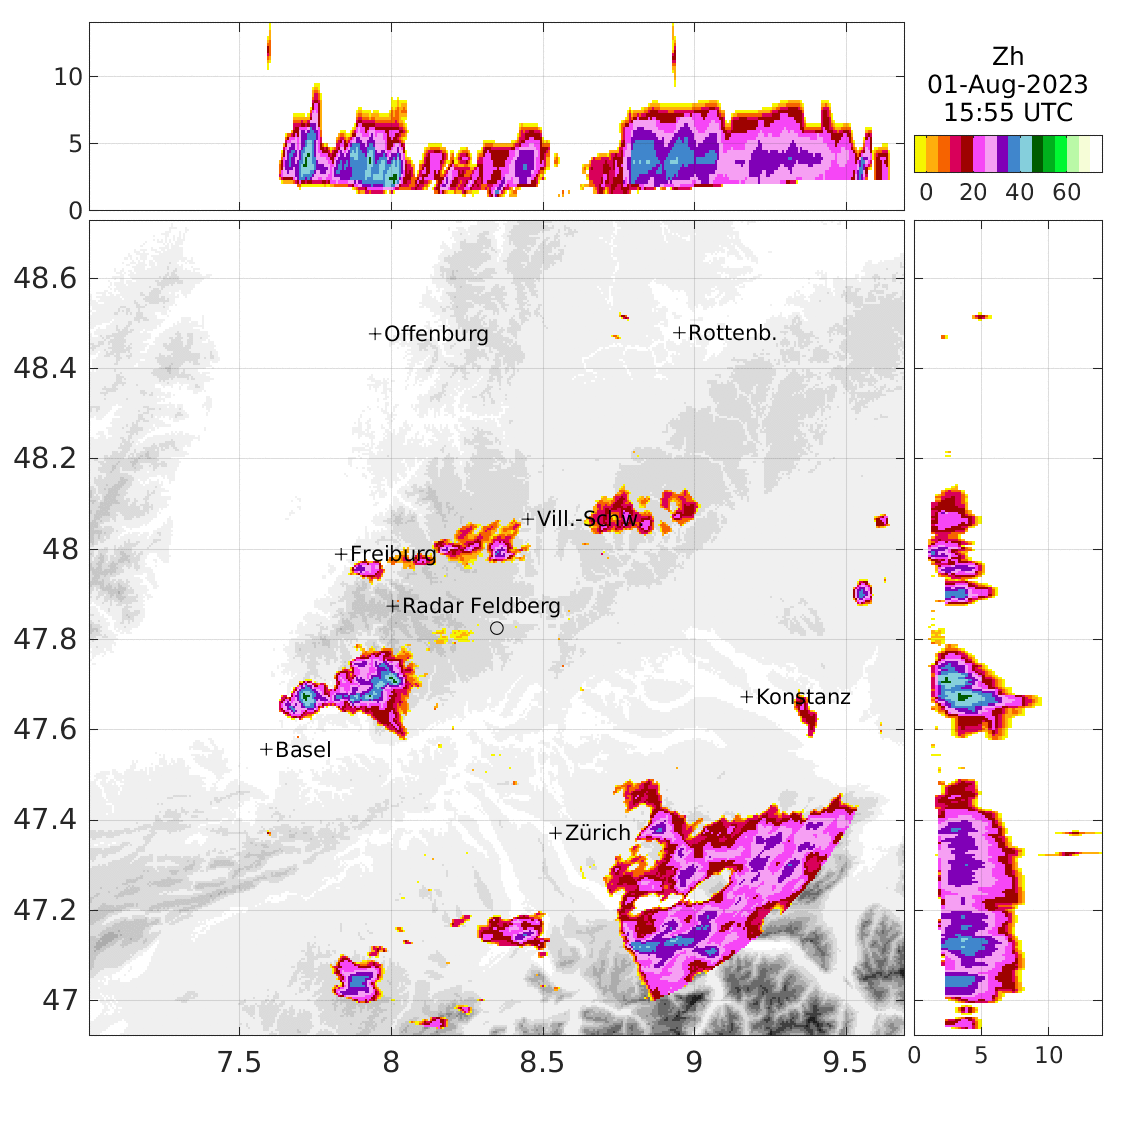 10
5
0
Zh
01-Aug-2023
15:55 UTC
0 20 40 60
48.6
48.4
48.2
48
47.8
47.6
47.4
47.2
47
+Offenburg
+Rottenb.
+Vill.-Schw.
+Freiburg
+Radar Feldberg
+Konstanz
+Basel
+Zürich
7.5 8 8.5 9 9.5
0 5 10